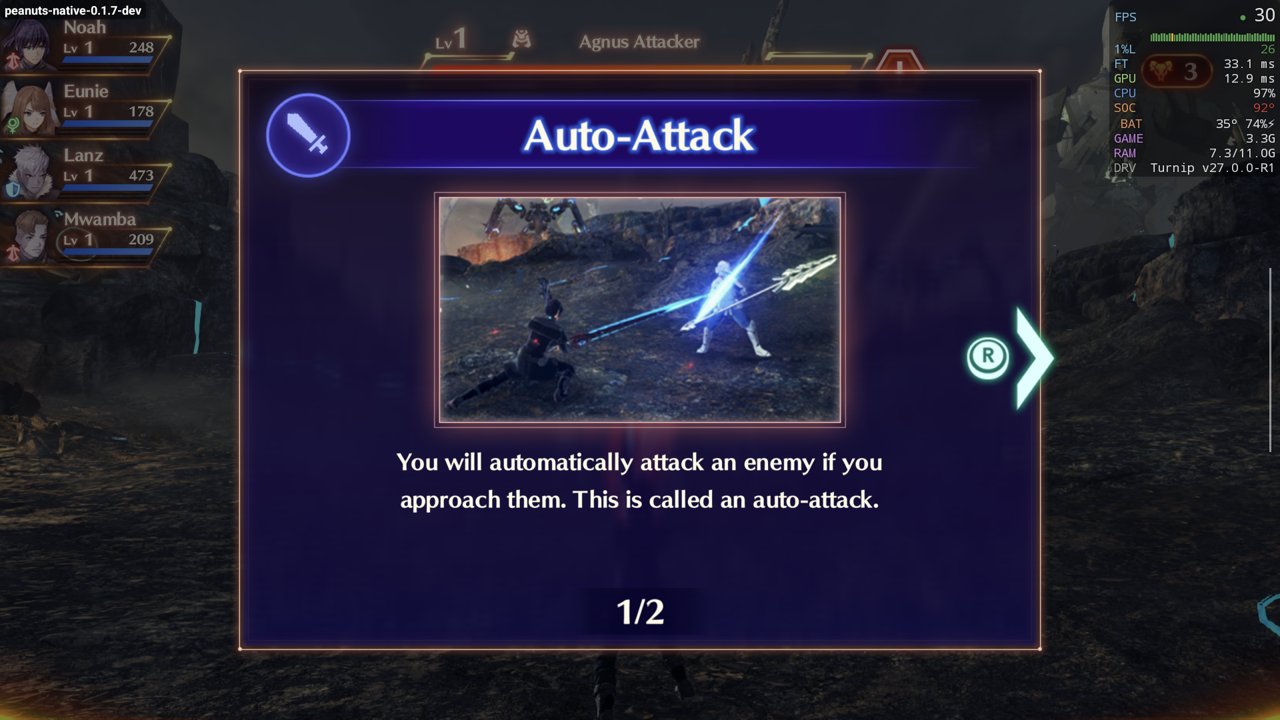 peanuts-native-0.1.7-dev
Noah
Lv 1 248
Eunie
Lv 1 178
Lanz
Lv 1 473
Mwamba
Lv 1 209
Lv 1 Agnus Attacker
3
FPS 30
1%L 26
FT 33.1 ms
GPU 12.9 ms
CPU 97%
SOC 92°
BAT 35° 74%⚡
GAME 3.3G
RAM 7.3/11.0G
DRV Turnip v27.0.0-R1
Auto-Attack
R
You will automatically attack an enemy if you
approach them. This is called an auto-attack.
1/2